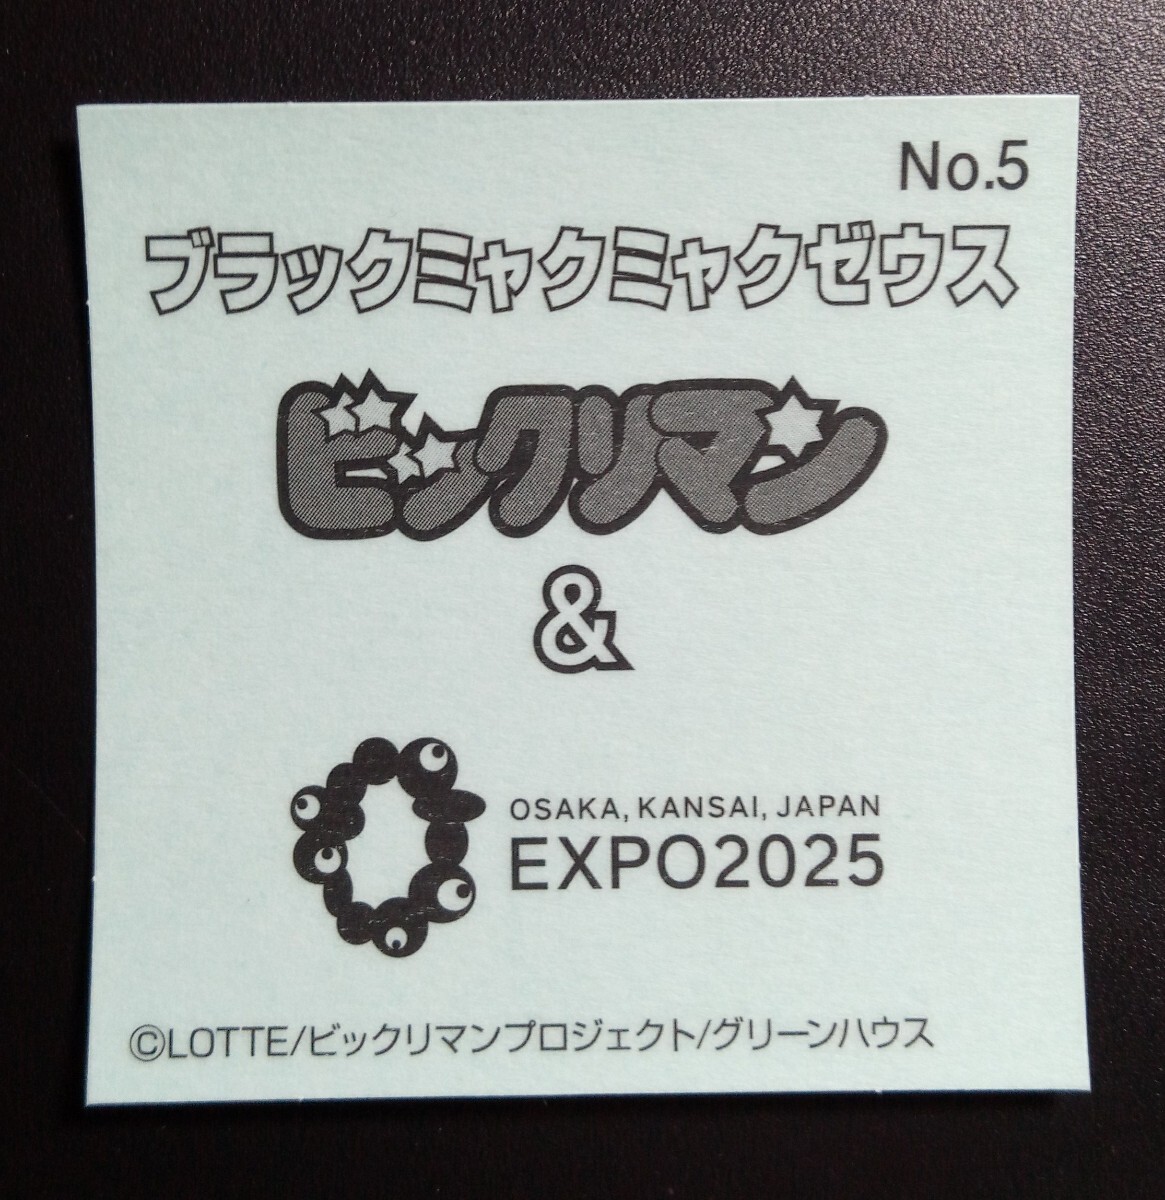 No.5
ブラックミャクミャクゼウス
ビックリマン
&
OSAKA, KANSAI, JAPAN
EXPO2025
©LOTTE/ビックリマンプロジェクト/グリーンハウス